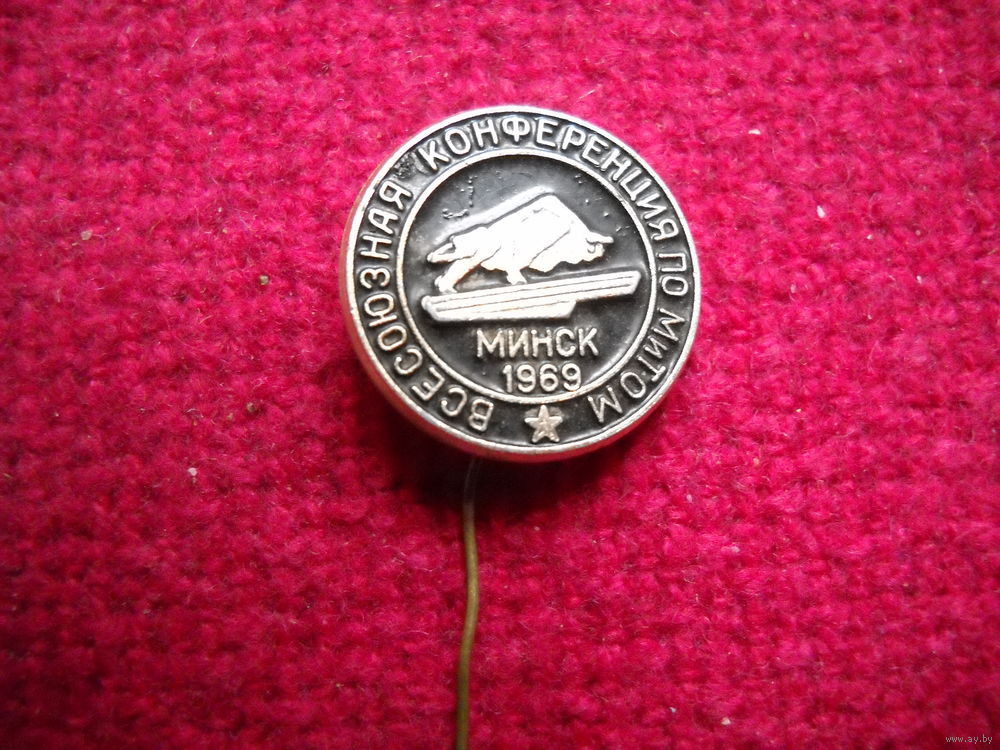 ВСЕСОЮЗНАЯ КОНФЕРЕНЦИЯ ПО МИТОМ
МИНСК
1969
www.ay.by